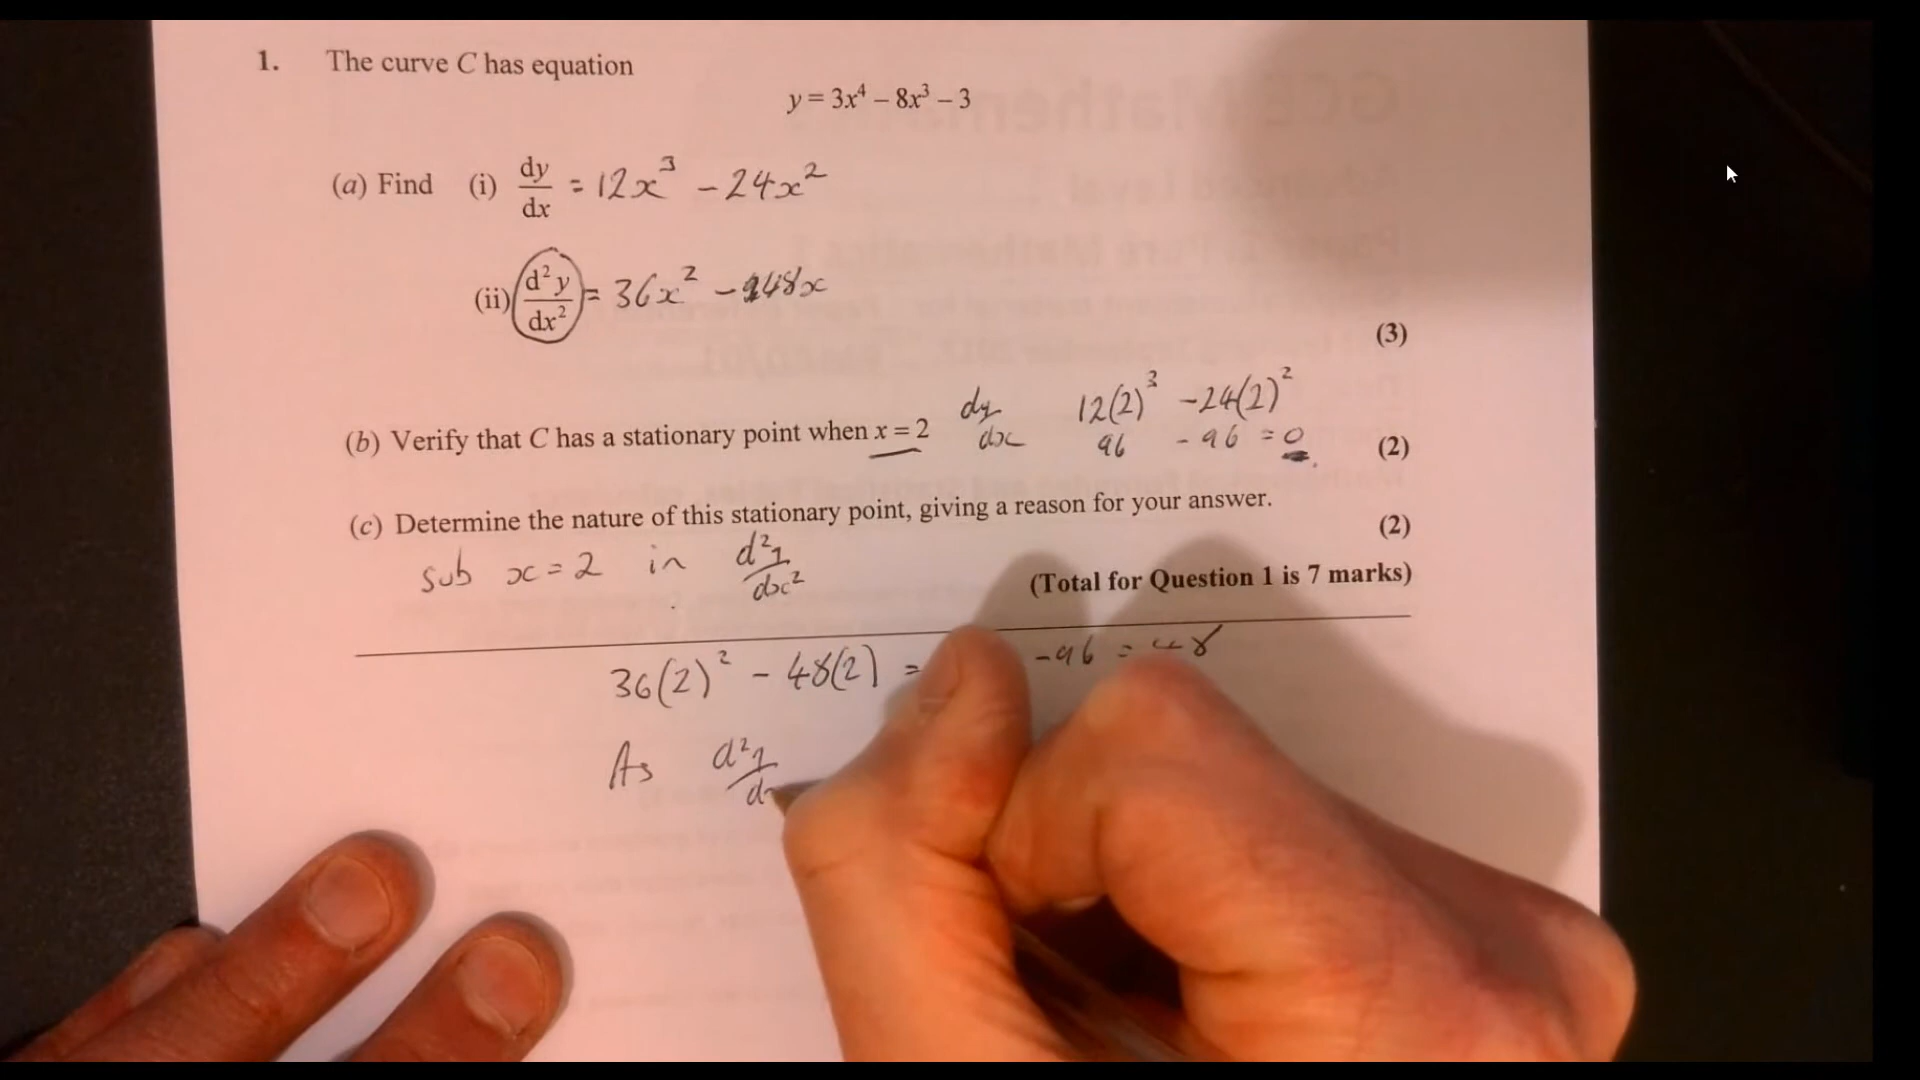 1. The curve C has equation
y = 3x⁴ – 8x³ – 3
(a) Find (i) dy/dx = 12x³ - 24x²
(ii) d²y/dx² = 36x² - 48x
(3)
dy/dx 12(2)³ - 24(2)²
(b) Verify that C has a stationary point when x = 2 96 - 96 = 0
(2)
(c) Determine the nature of this stationary point, giving a reason for your answer.
(2)
sub x = 2 in d²y/dx²
(Total for Question 1 is 7 marks)
36(2)² - 48(2) = -96 = 48
As d²y/d